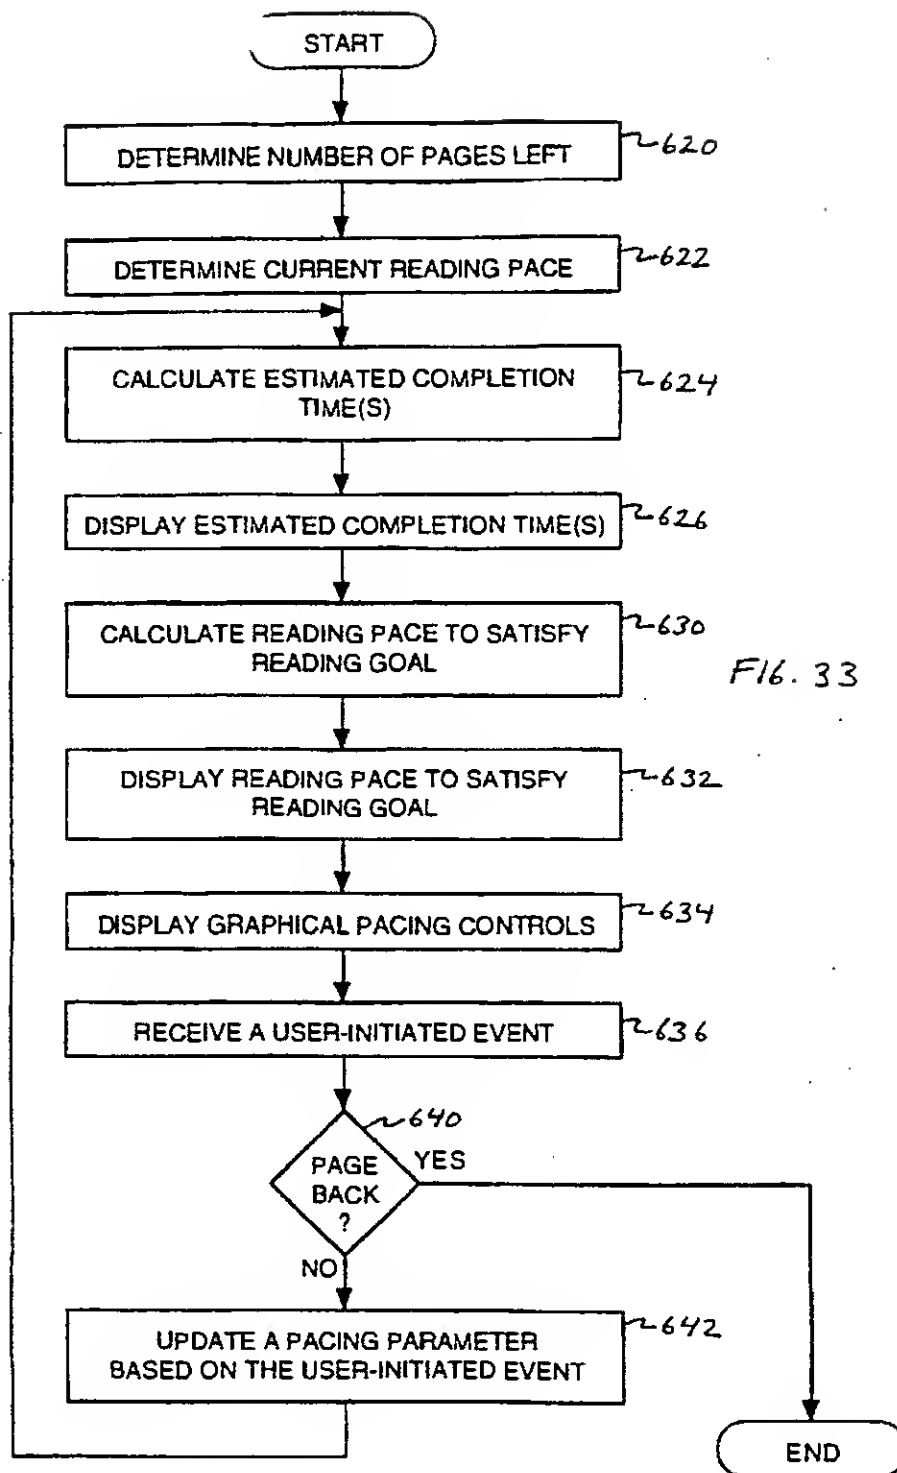 START
DETERMINE NUMBER OF PAGES LEFT
620
DETERMINE CURRENT READING PACE
622
CALCULATE ESTIMATED COMPLETION
TIME(S)
624
DISPLAY ESTIMATED COMPLETION TIME(S)
626
CALCULATE READING PACE TO SATISFY
READING GOAL
630
FIG. 33
DISPLAY READING PACE TO SATISFY
READING GOAL
632
DISPLAY GRAPHICAL PACING CONTROLS
634
RECEIVE A USER-INITIATED EVENT
636
640
PAGE
BACK
?
YES
NO
UPDATE A PACING PARAMETER
BASED ON THE USER-INITIATED EVENT
642
END